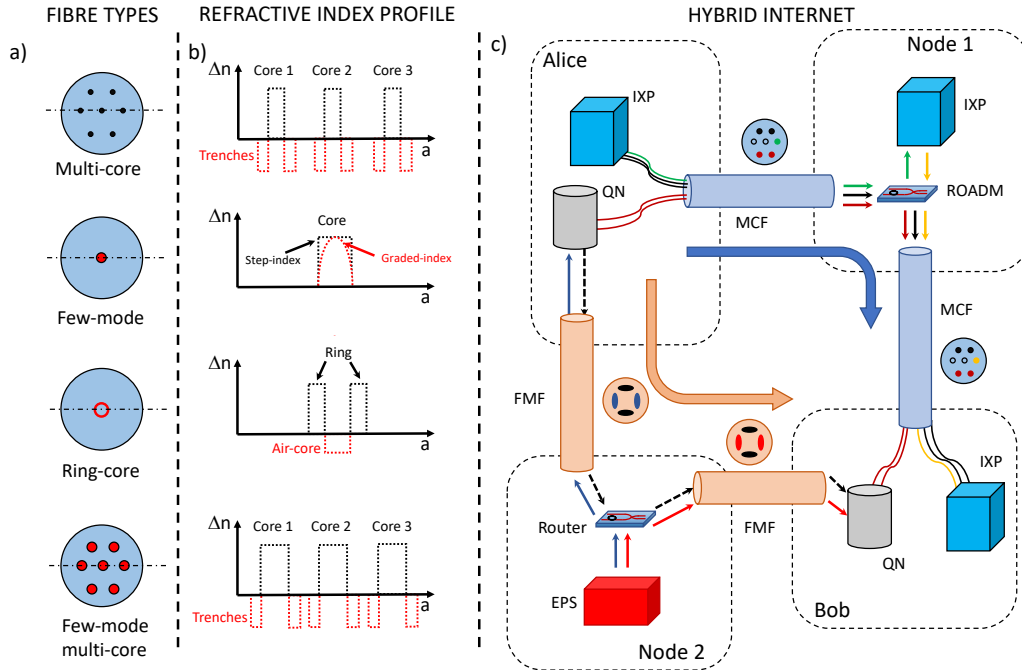 FIBRE TYPES
REFRACTIVE INDEX PROFILE
HYBRID INTERNET
a)
Multi-core
Few-mode
Ring-core
Few-mode
multi-core
b)
Δn
Core 1 Core 2 Core 3
Trenches
a
Δn
Core
Step-index
Graded-index
a
Δn
Ring
Air-core
a
Δn
Core 1 Core 2 Core 3
Trenches
a
c)
Alice
IXP
QN
MCF
Node 1
IXP
ROADM
MCF
FMF
Router
EPS
Node 2
FMF
QN
IXP
Bob